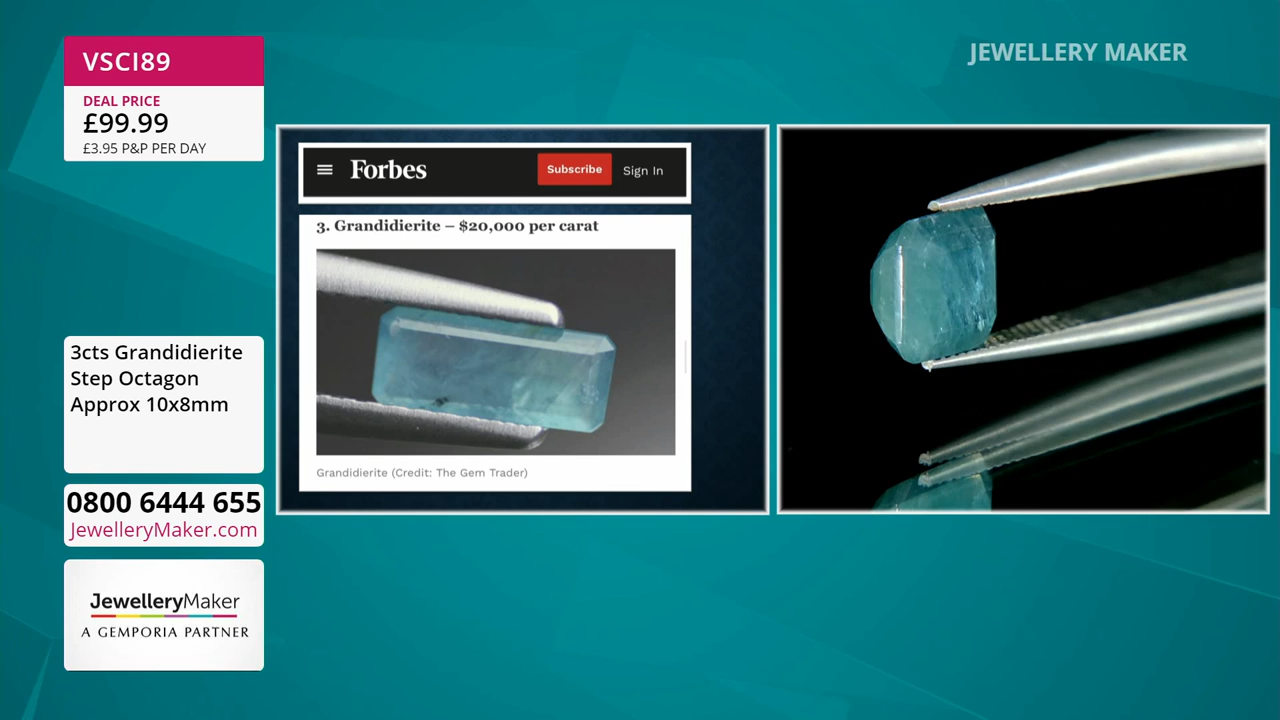 VSCI89
DEAL PRICE
£99.99
£3.95 P&P PER DAY
JEWELLERY MAKER
Forbes
Subscribe
Sign In
3. Grandidierite – $20,000 per carat
Grandidierite (Credit: The Gem Trader)
3cts Grandidierite
Step Octagon
Approx 10x8mm
0800 6444 655
JewelleryMaker.com
JewelleryMaker
A GEMPORIA PARTNER